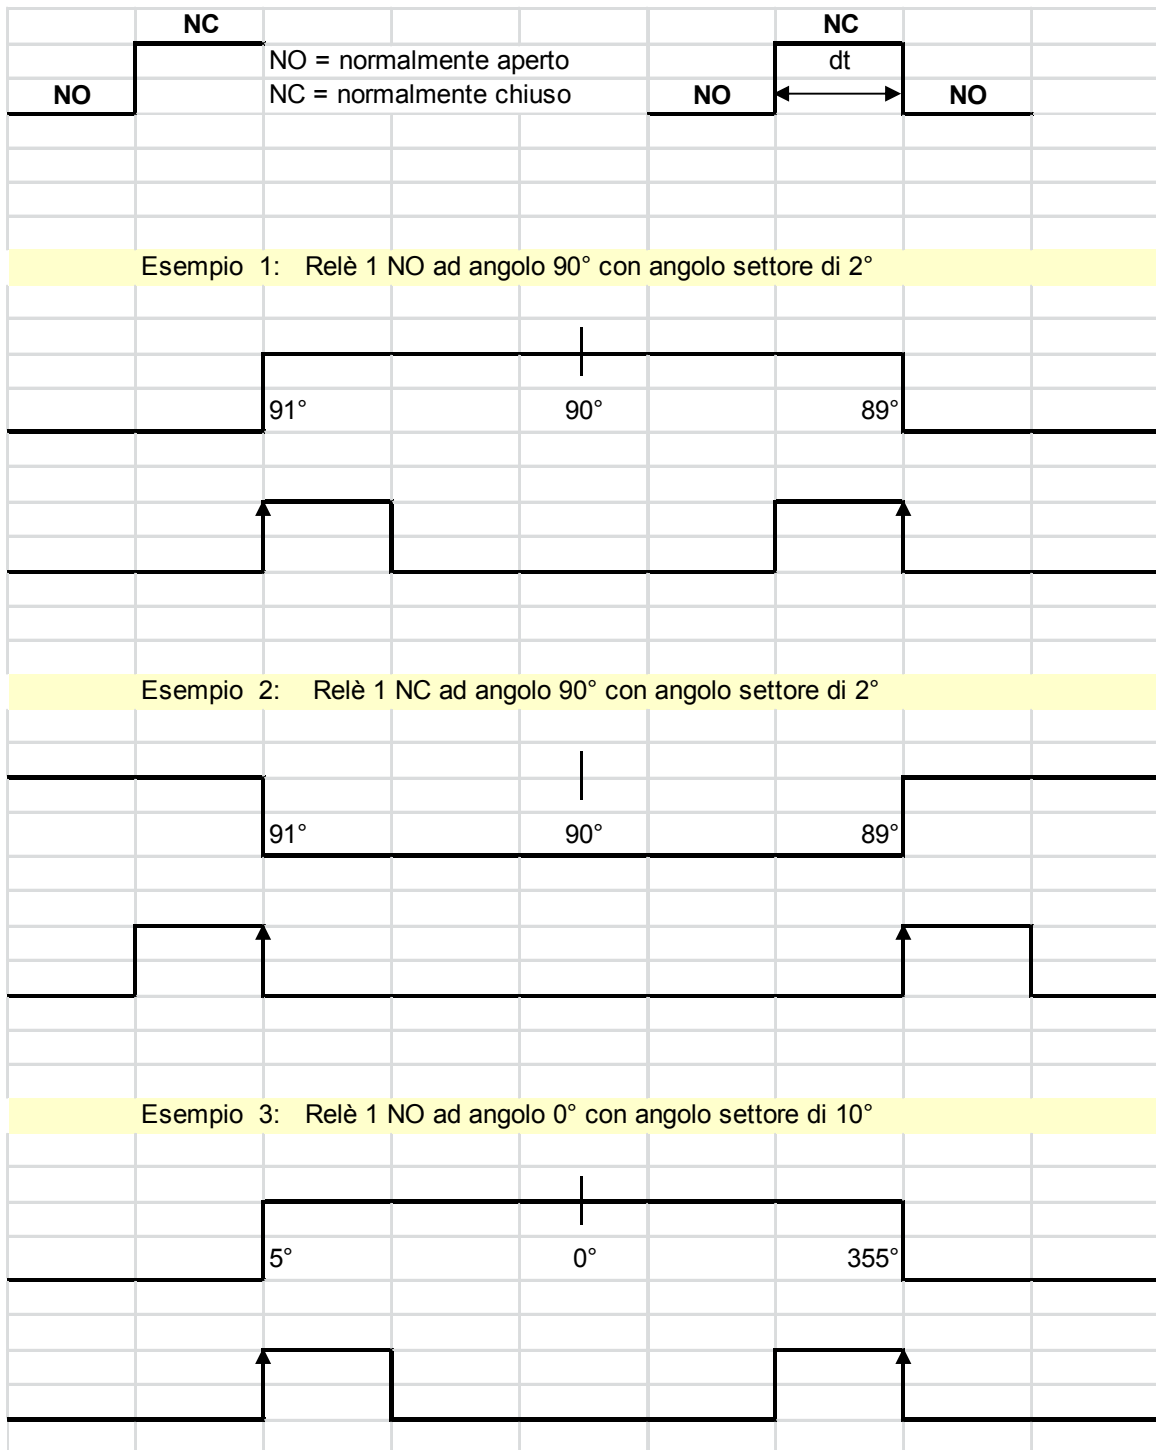 NC NC
NO = normalmente aperto dt
NO NC = normalmente chiuso NO NO
Esempio 1: Relè 1 NO ad angolo 90° con angolo settore di 2°
91° 90° 89°
Esempio 2: Relè 1 NC ad angolo 90° con angolo settore di 2°
91° 90° 89°
Esempio 3: Relè 1 NO ad angolo 0° con angolo settore di 10°
5° 0° 355°